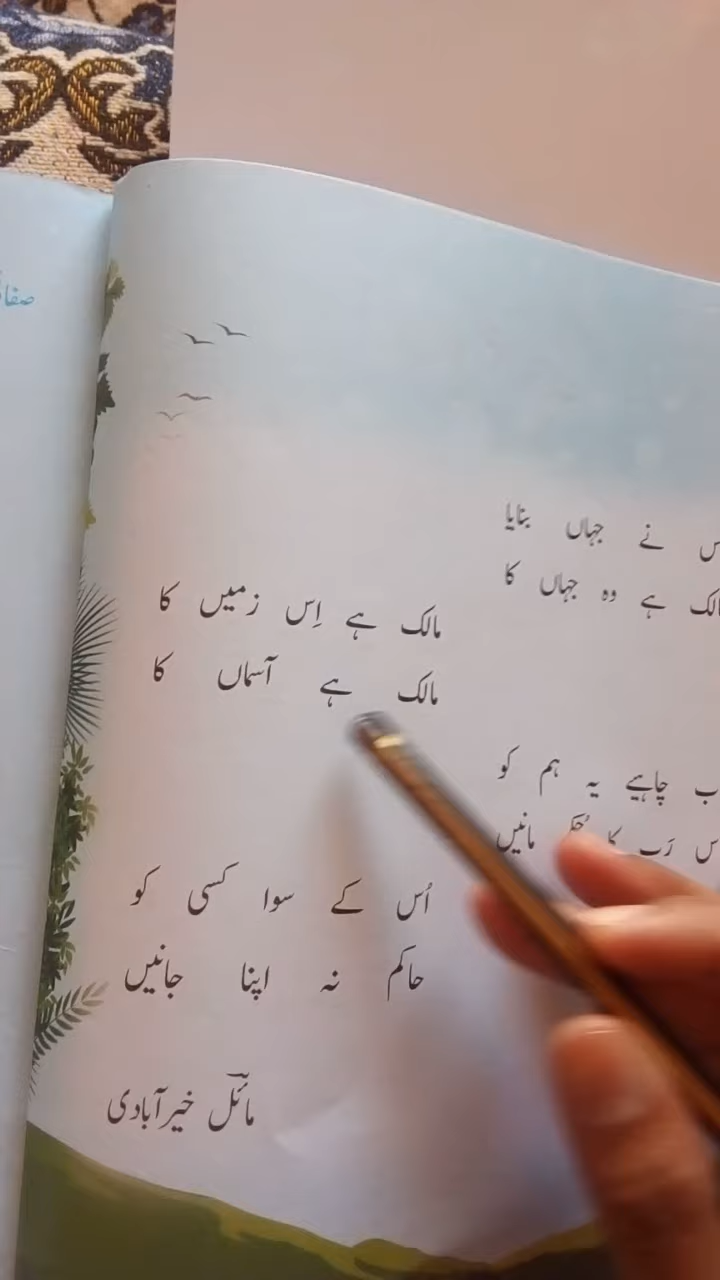 نے جہاں بنایا
ہے وہ جہاں کا
مالک ہے اِس زمیں کا
مالک ہے آسماں کا
چاہیے یہ ہم کو
رَب کا حُکم مانیں
اُس کے سوا کسی کو
حاکم نہ اپنا جانیں
مائلؔ خیرآبادی